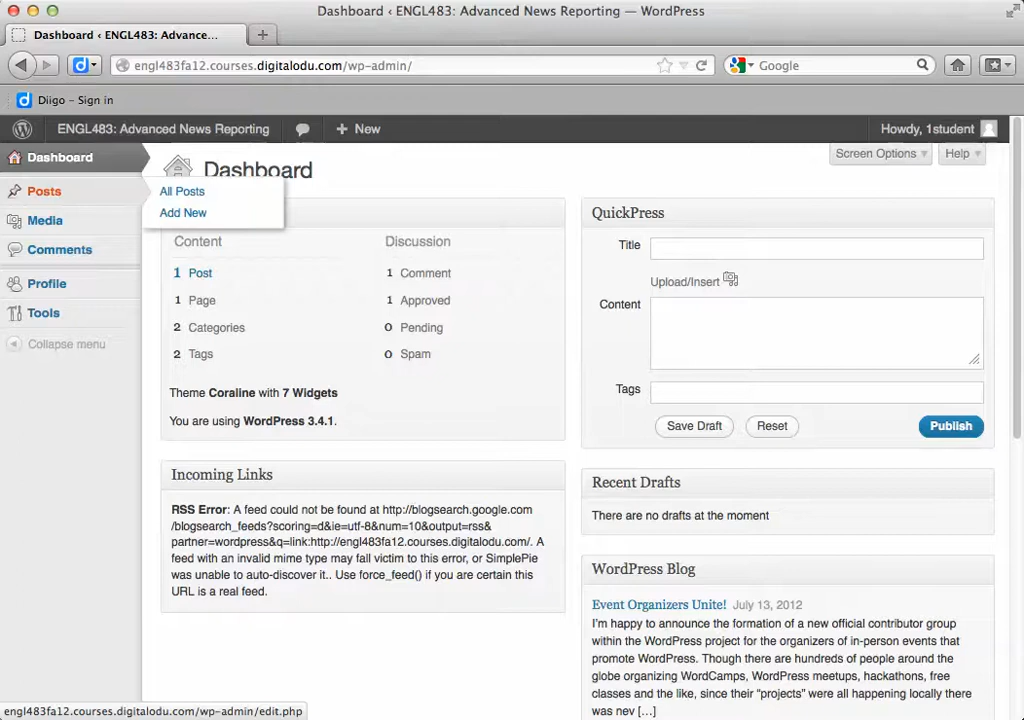 Dashboard ‹ ENGL483: Advanced News Reporting — WordPress
Dashboard ‹ ENGL483: Advance...
engl483fa12.courses.digitalodu.com/wp-admin/
Google
Diigo – Sign in
ENGL483: Advanced News Reporting
New
Howdy, 1student
Dashboard
Posts
Media
Comments
Profile
Tools
Collapse menu
All Posts
Add New
Dashboard
Screen Options
Help
Content
1 Post
1 Page
2 Categories
2 Tags
Discussion
1 Comment
1 Approved
0 Pending
0 Spam
Theme Coraline with 7 Widgets
You are using WordPress 3.4.1.
Incoming Links
RSS Error: A feed could not be found at http://blogsearch.google.com
/blogsearch_feeds?scoring=d&ie=utf-8&num=10&output=rss&
partner=wordpress&q=link:http://engl483fa12.courses.digitalodu.com/. A
feed with an invalid mime type may fall victim to this error, or SimplePie
was unable to auto-discover it.. Use force_feed() if you are certain this
URL is a real feed.
QuickPress
Title
Upload/Insert
Content
Tags
Save Draft
Reset
Publish
Recent Drafts
There are no drafts at the moment
WordPress Blog
Event Organizers Unite! July 13, 2012
I'm happy to announce the formation of a new official contributor group
within the WordPress project for the organizers of in-person events that
promote WordPress. Though there are hundreds of people around the
globe organizing WordCamps, WordPress meetups, hackathons, free
classes and the like, since their “projects” were all happening locally there
was nev [...]
engl483fa12.courses.digitalodu.com/wp-admin/edit.php